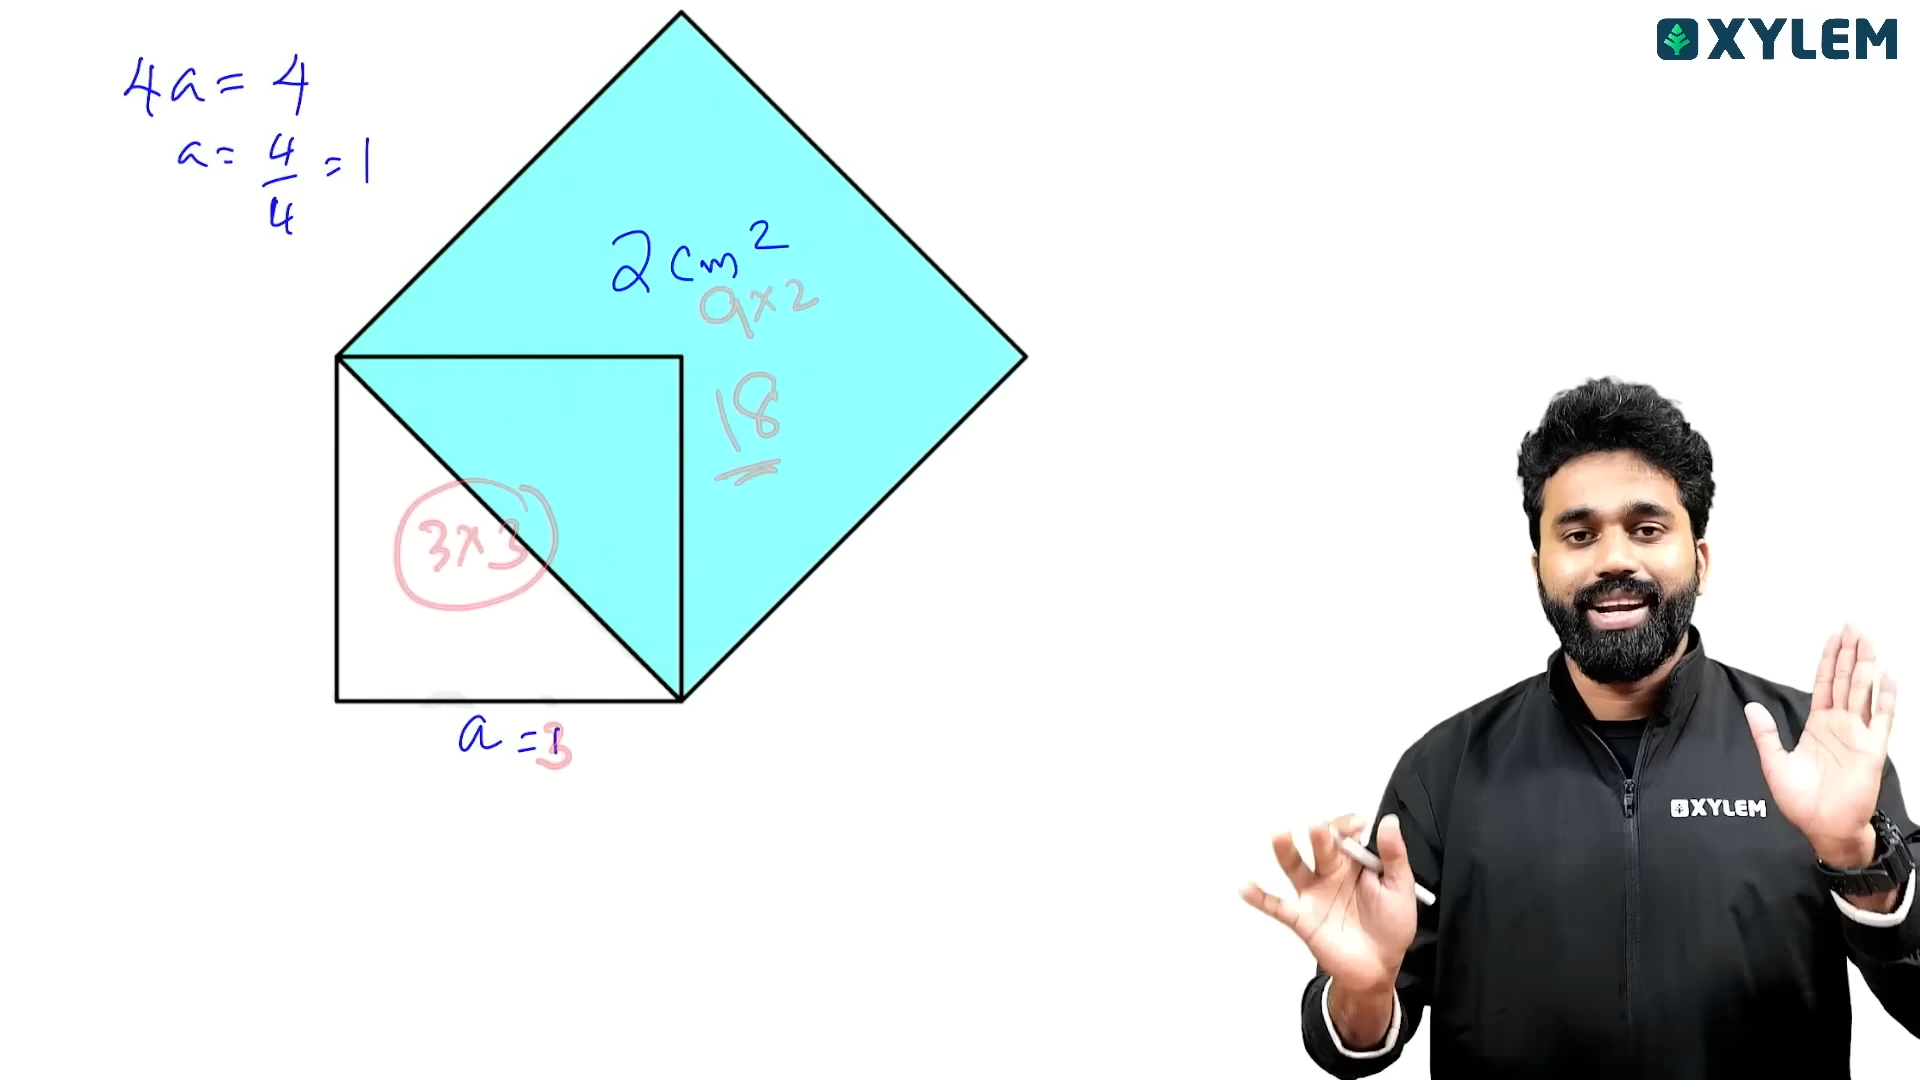 XYLEM
4a = 4
a = 4/4 = 1
2 cm²
9×2
18
3×3
a = 3
XYLEM